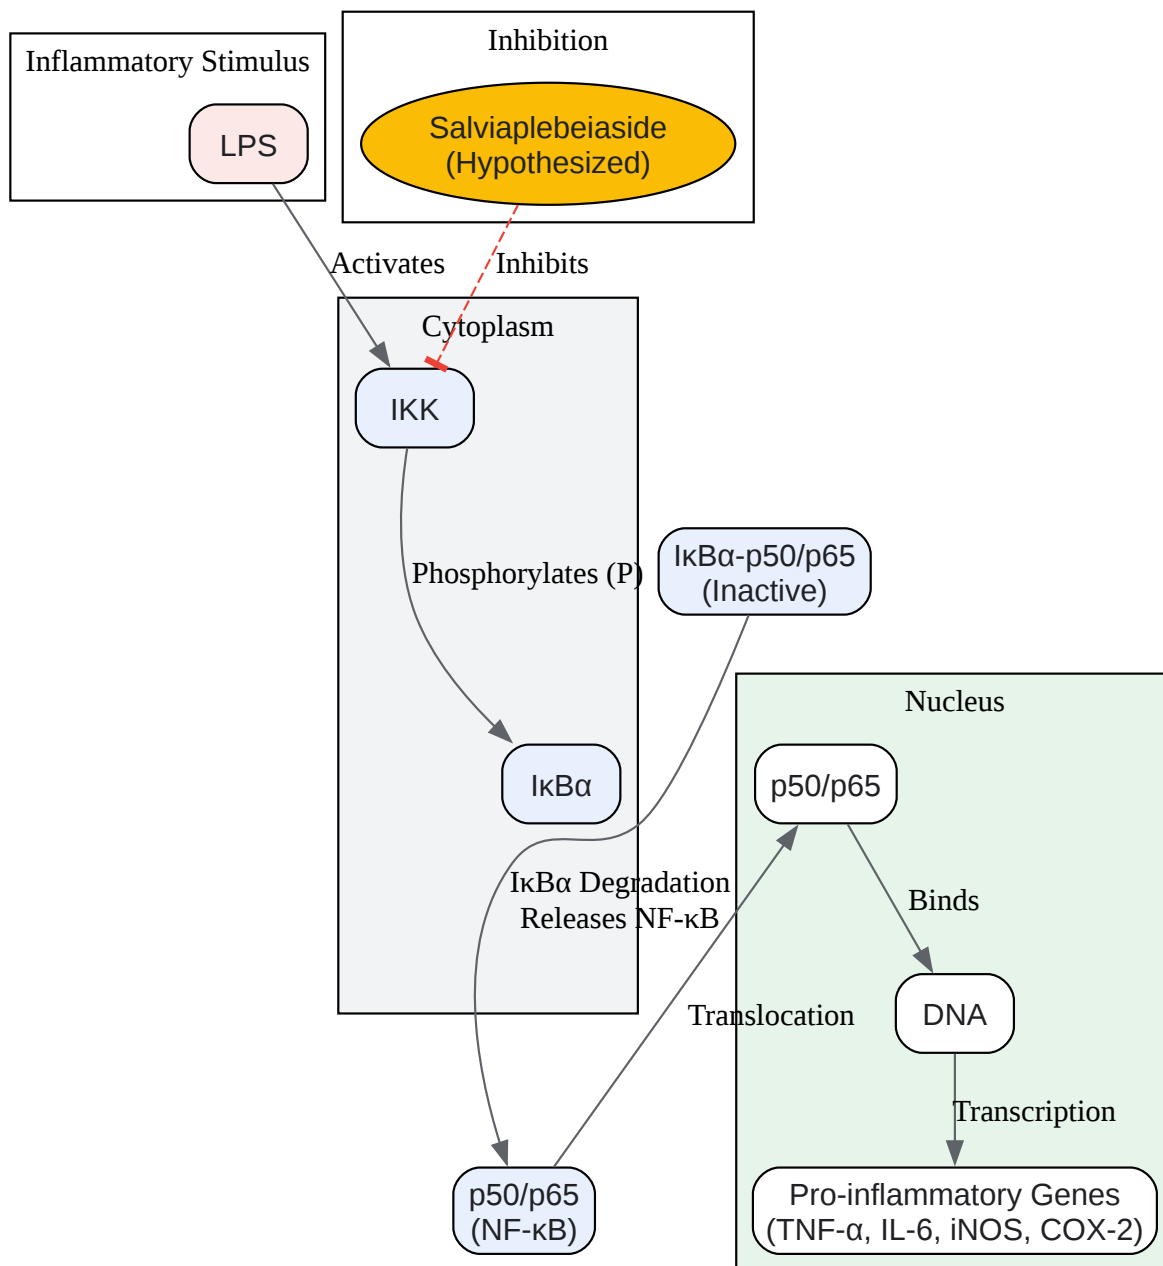 Inflammatory Stimulus
LPS
Inhibition
Salviaplebeiaside
(Hypothesized)
Activates
Inhibits
Cytoplasm
IKK
Phosphorylates (P)
IκBα-p50/p65
(Inactive)
IκBα
Nucleus
p50/p65
IκBα Degradation
Releases NF-κB
Binds
Translocation
DNA
Transcription
p50/p65
(NF-κB)
Pro-inflammatory Genes
(TNF-α, IL-6, iNOS, COX-2)